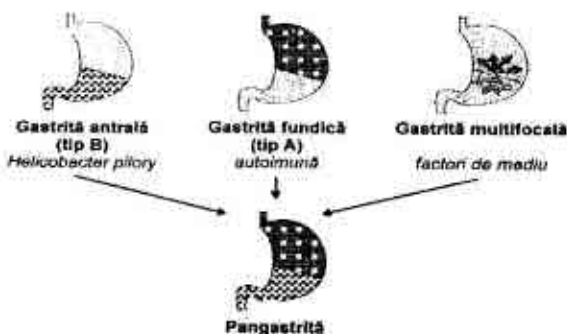 Gastrită antrală
(tip B)
Helicobacter pilory
Gastrită fundică
(tip A)
autoimună
Gastrită multifocală
factori de mediu
Pangastrită